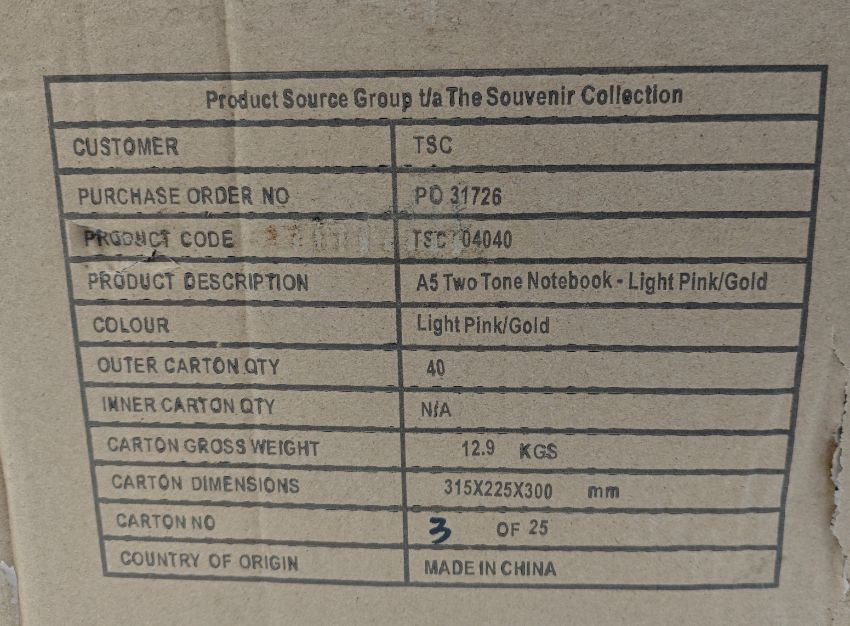 Product Source Group t/a The Souvenir Collection
CUSTOMER TSC
PURCHASE ORDER NO PO 31726
PRODUCT CODE TSC 04040
PRODUCT DESCRIPTION A5 Two Tone Notebook - Light Pink/Gold
COLOUR Light Pink/Gold
OUTER CARTON QTY 40
INNER CARTON QTY N/A
CARTON GROSS WEIGHT 12.9 KGS
CARTON DIMENSIONS 315X225X300 mm
CARTON NO 3 OF 25
COUNTRY OF ORIGIN MADE IN CHINA